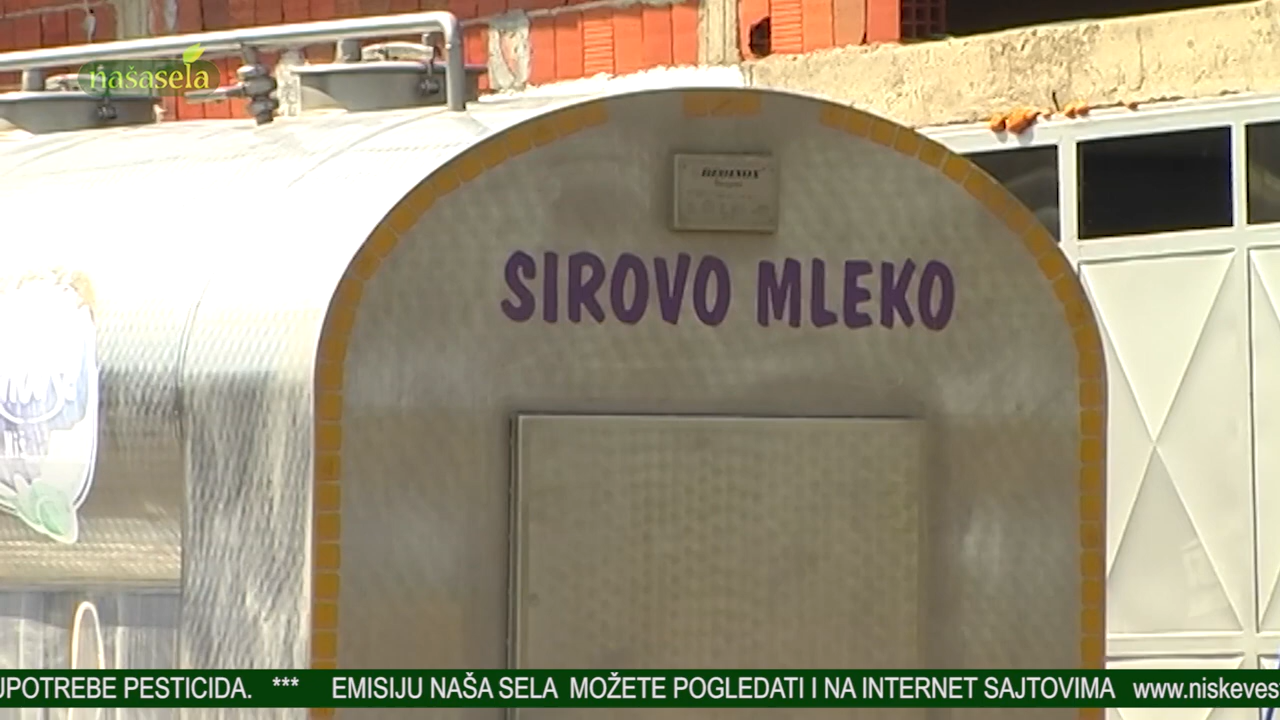 našasela
SIROVO MLEKO
UPOTREBE PESTICIDA. *** EMISIJU NAŠA SELA MOŽETE POGLEDATI I NA INTERNET SAJTOVIMA www.niskeves